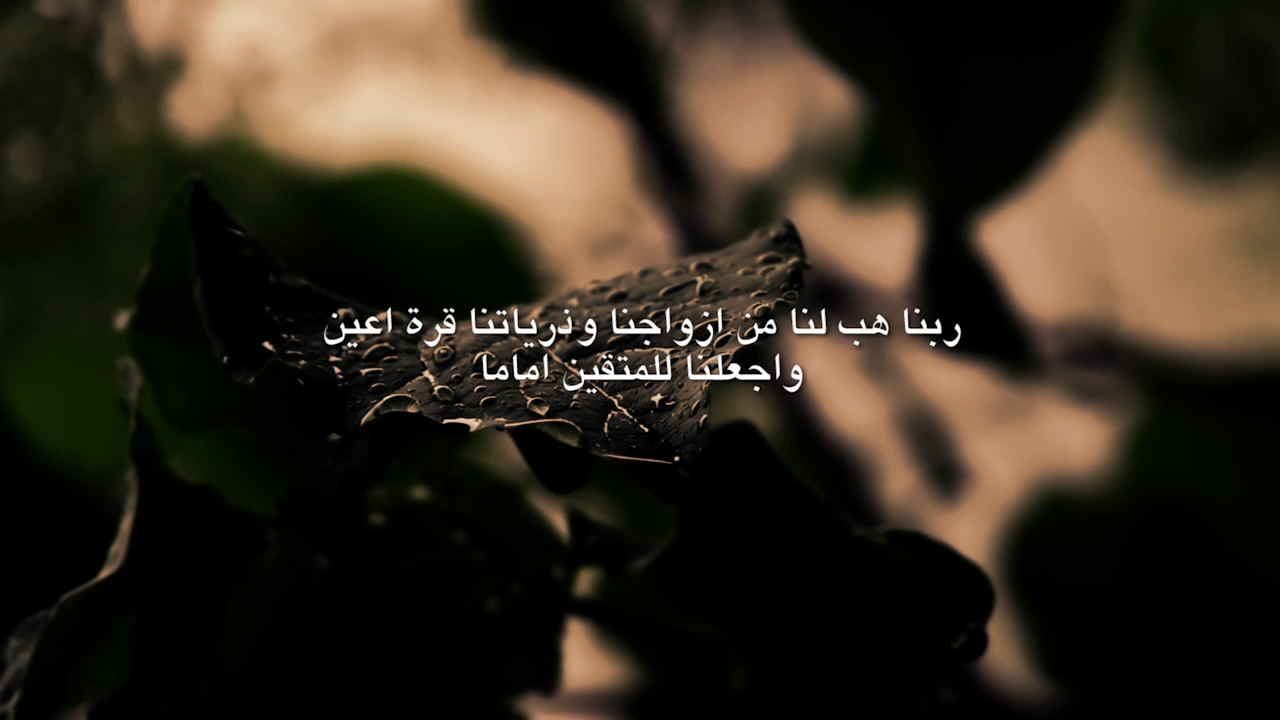 ربنا هب لنا من ازواجنا وذرياتنا قرة اعين
واجعلنا للمتقين اماما